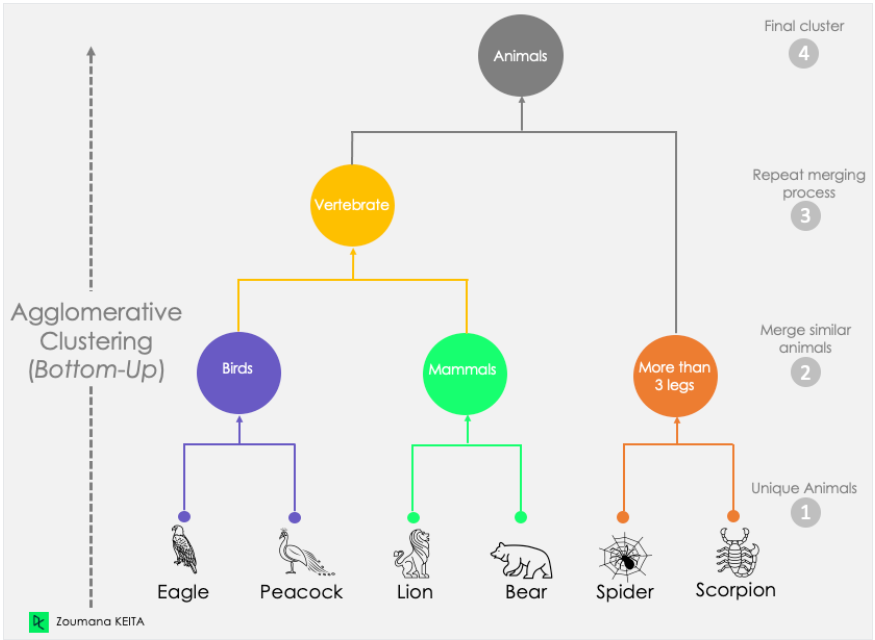 Final cluster
4
Animals
Repeat merging
process
3
Vertebrate
Agglomerative
Clustering
(Bottom-Up)
Merge similar
animals
2
Birds
Mammals
More than
3 legs
Unique Animals
1
Eagle
Peacock
Lion
Bear
Spider
Scorpion
DC Zoumana KEITA